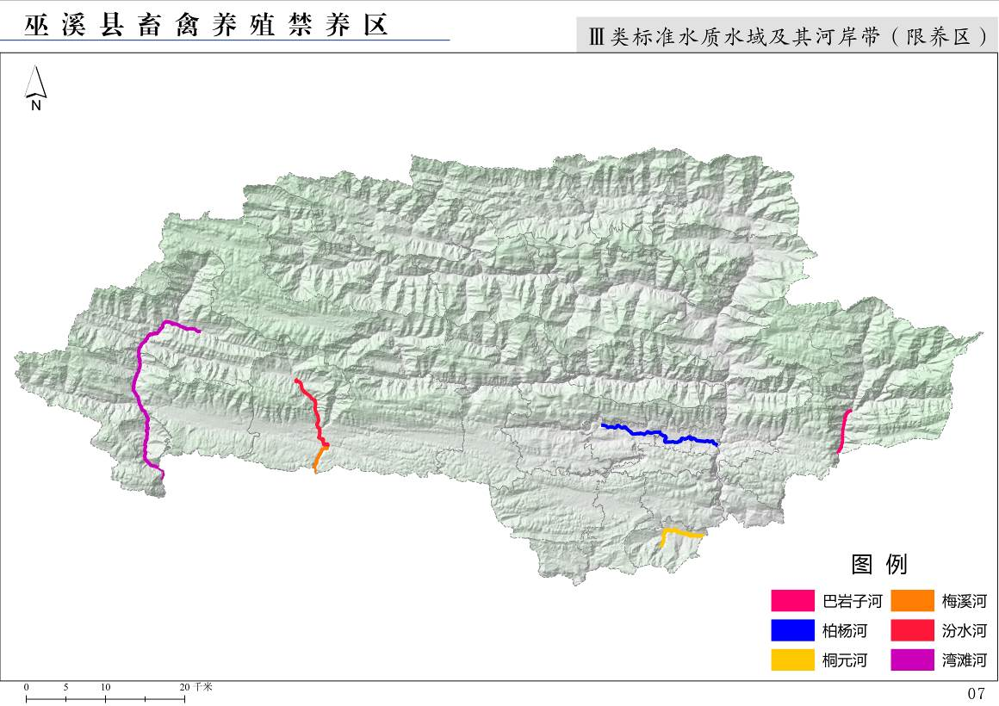 巫溪县畜禽养殖禁养区
Ⅲ类标准水质水域及其河岸带（限养区）
N
图 例
巴岩子河 梅溪河
柏杨河 汾水河
桐元河 湾滩河
0 5 10 20 千米
07